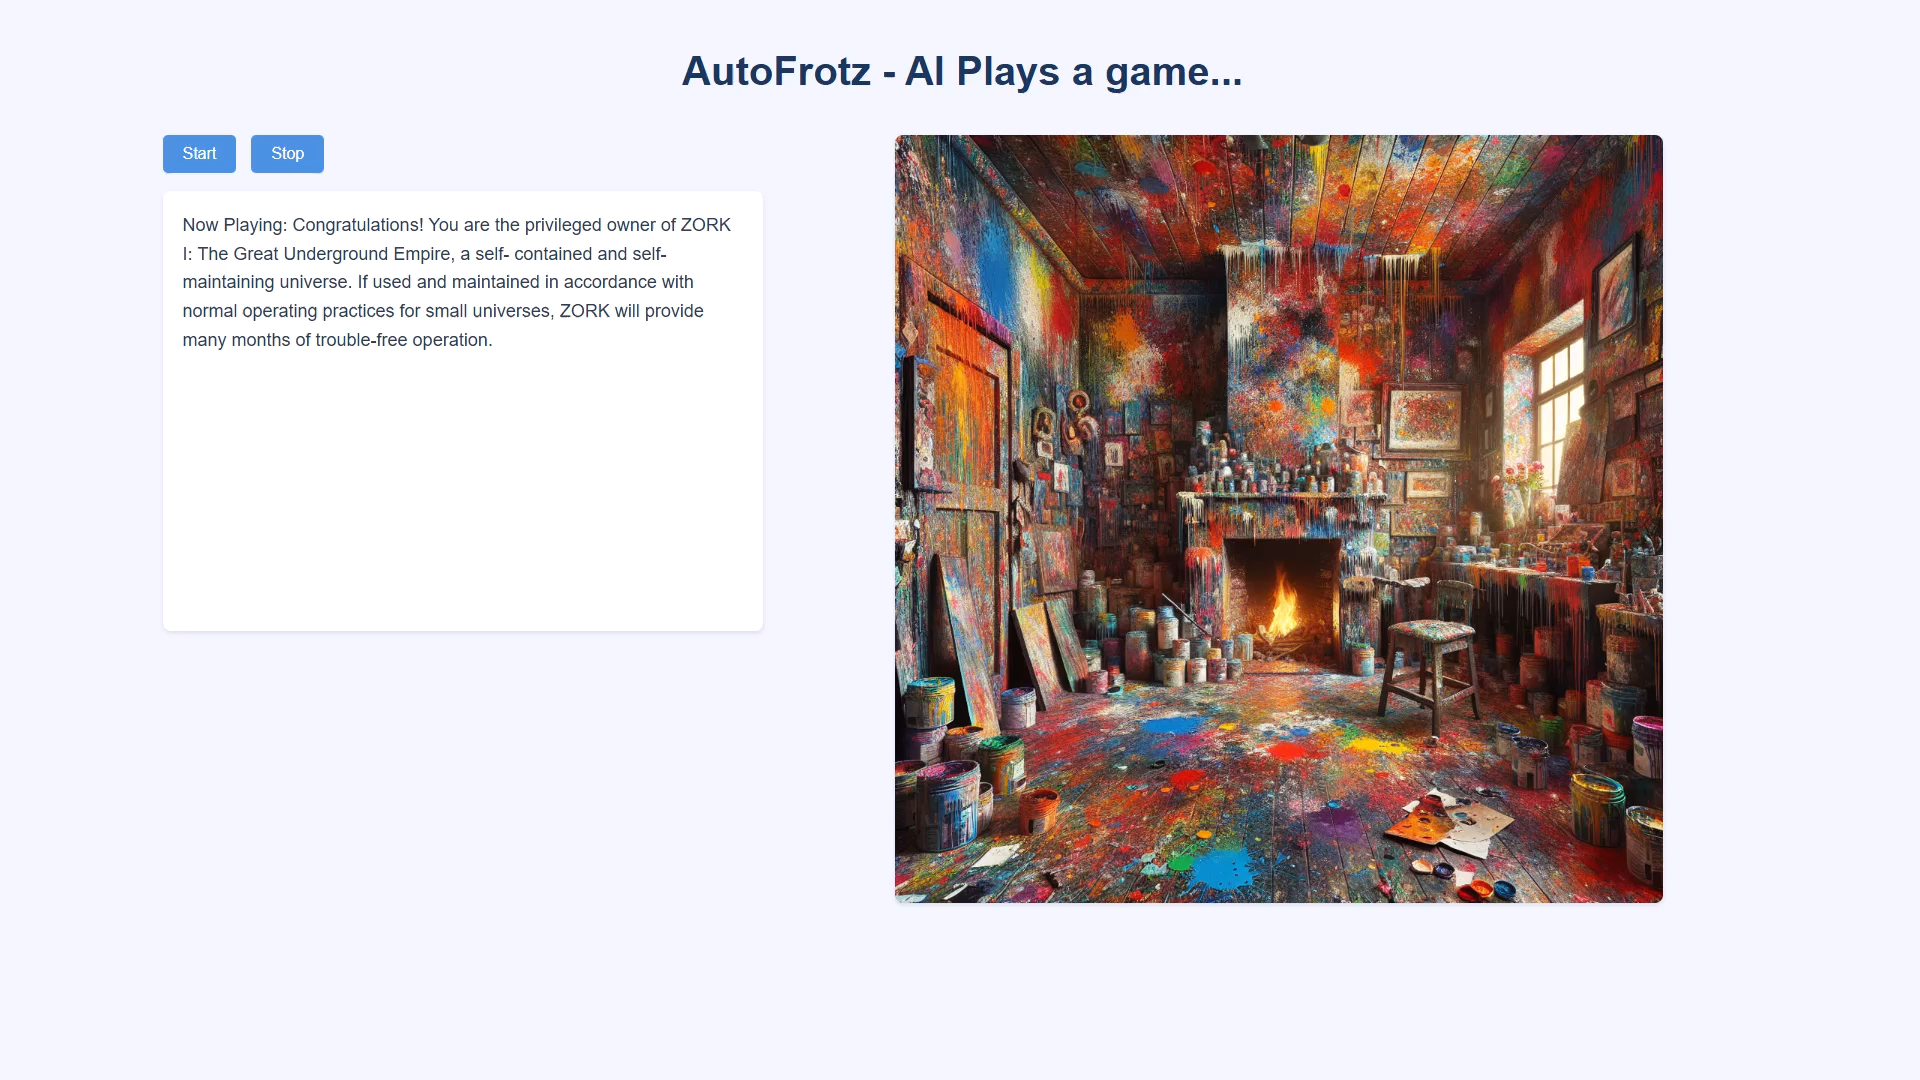 AutoFrotz - AI Plays a game...
Start
Stop
Now Playing: Congratulations! You are the privileged owner of ZORK
I: The Great Underground Empire, a self- contained and self-
maintaining universe. If used and maintained in accordance with
normal operating practices for small universes, ZORK will provide
many months of trouble-free operation.